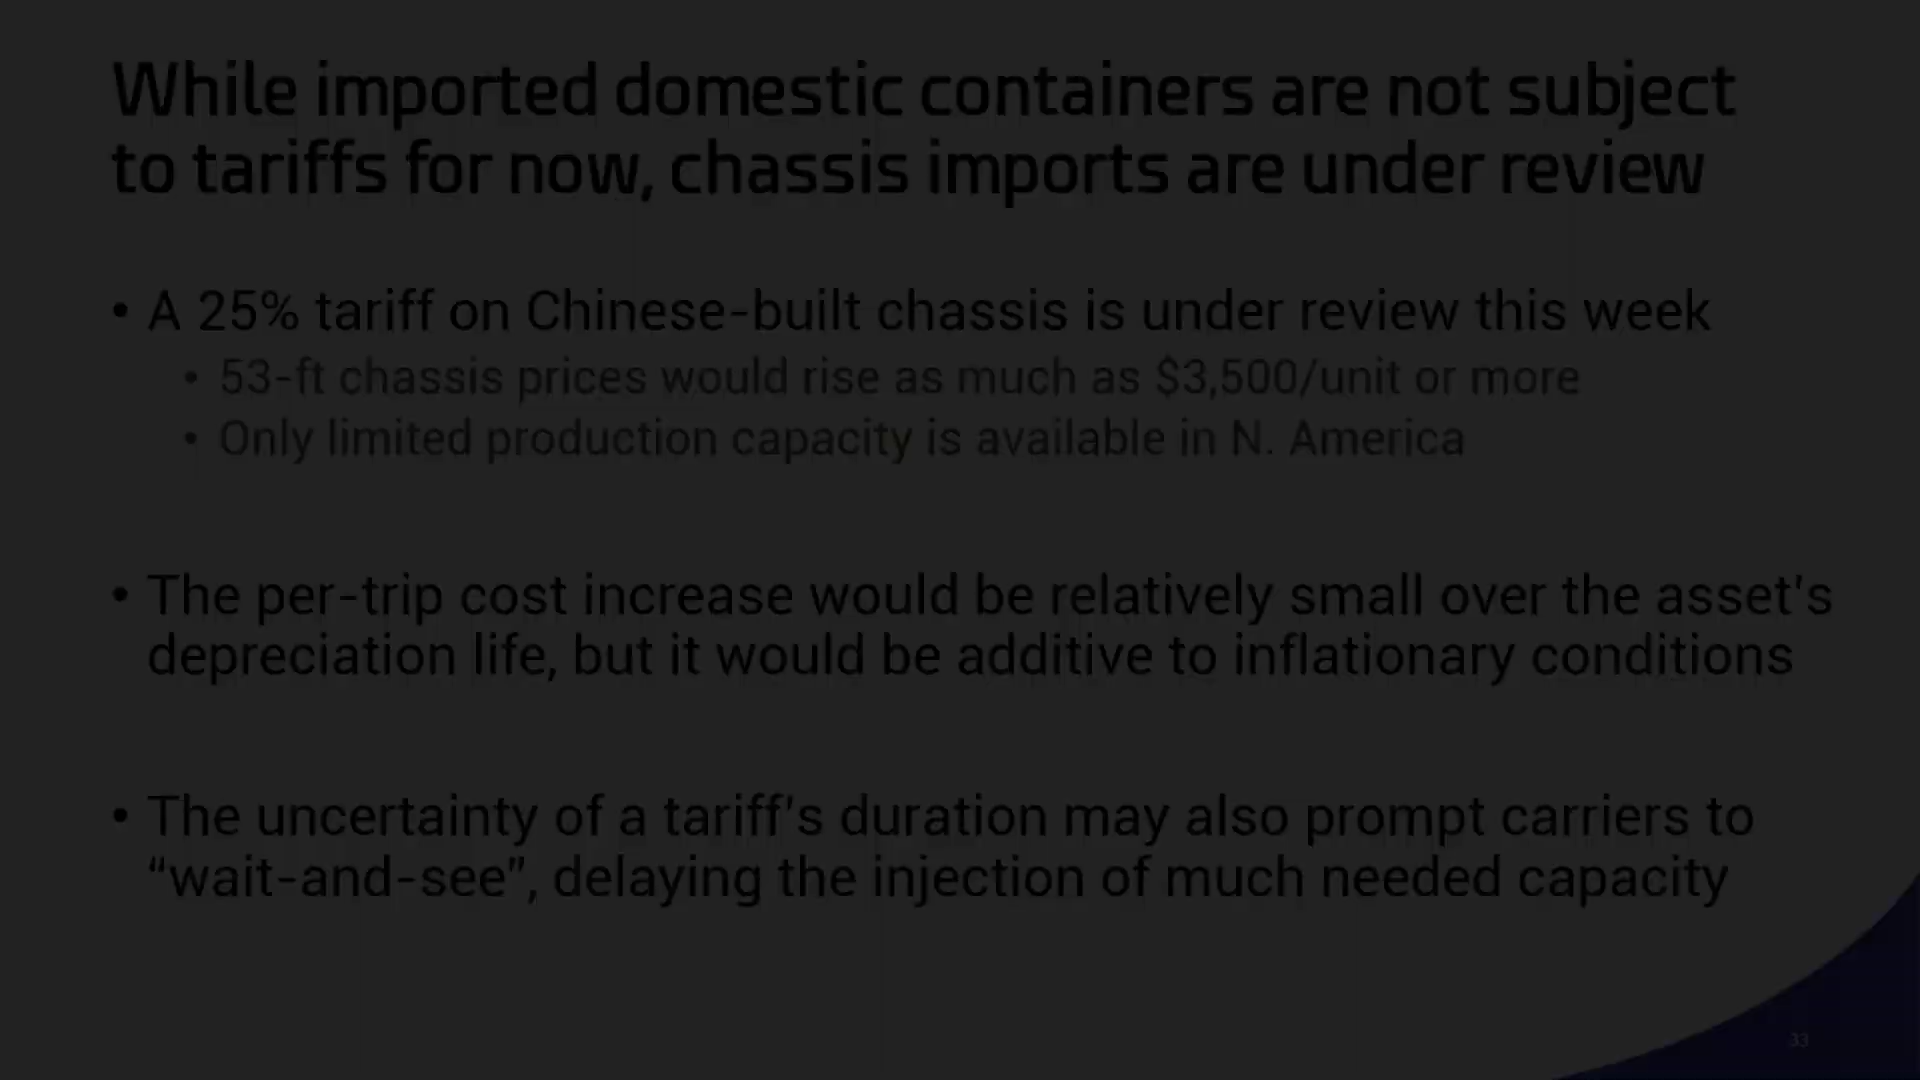 While imported domestic containers are not subject
to tariffs for now, chassis imports are under review
• A 25% tariff on Chinese-built chassis is under review this week
• 53-ft chassis prices would rise as much as $3,500/unit or more
• Only limited production capacity is available in N. America
• The per-trip cost increase would be relatively small over the asset's
depreciation life, but it would be additive to inflationary conditions
• The uncertainty of a tariff's duration may also prompt carriers to
“wait-and-see”, delaying the injection of much needed capacity
33